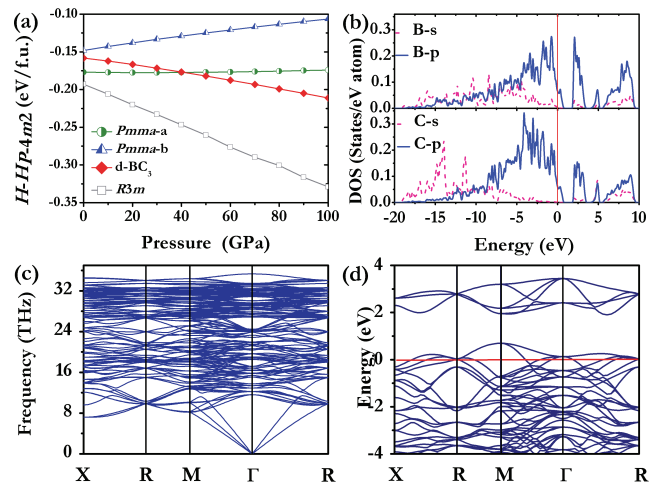 (a)
H-HP-4m2 (eV/f.u.)
-0.10
-0.15
-0.20
-0.25
-0.30
-0.35
Pmma-a
Pmma-b
d-BC3
R3m
0 20 40 60 80 100
Pressure (GPa)
(b)
DOS (States/eV atom)
0.3
0.2
0.1
0.0
B-s
B-p
0.3
0.2
0.1
0.0
C-s
C-p
-20 -15 -10 -5 0 5 10
Energy (eV)
(c)
Frequency (THz)
32
24
16
8
0
X R M Γ R
(d)
Energy (eV)
4
2
0
-2
-4
X R M Γ R